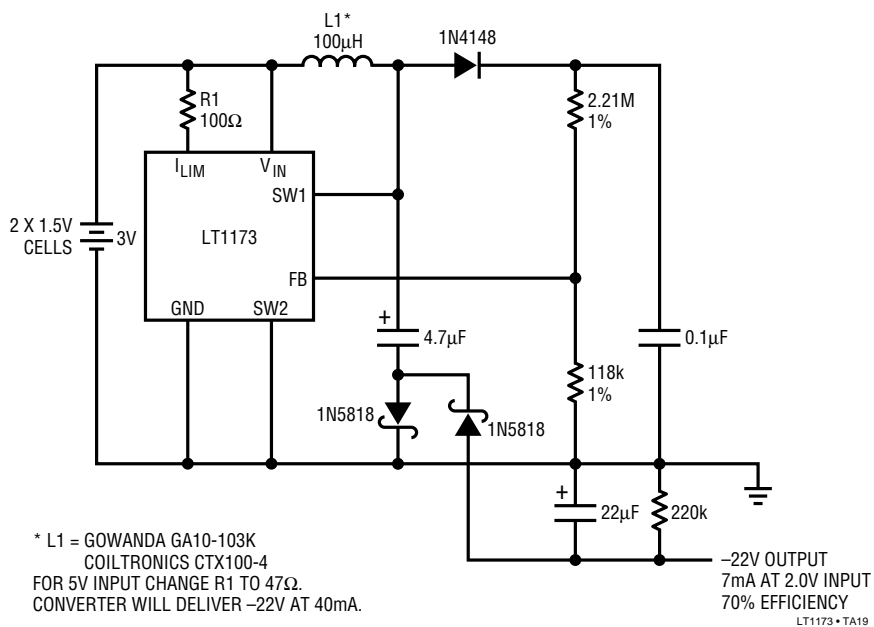 L1*
100µH
1N4148
R1
100Ω
2.21M
1%
I_LIM
V_IN
SW1
2 X 1.5V
CELLS
3V
LT1173
FB
GND
SW2
+
4.7µF
0.1µF
118k
1%
1N5818
1N5818
+
22µF
220k
* L1 = GOWANDA GA10-103K
COILTRONICS CTX100-4
FOR 5V INPUT CHANGE R1 TO 47Ω.
CONVERTER WILL DELIVER –22V AT 40mA.
–22V OUTPUT
7mA AT 2.0V INPUT
70% EFFICIENCY
LT1173 • TA19